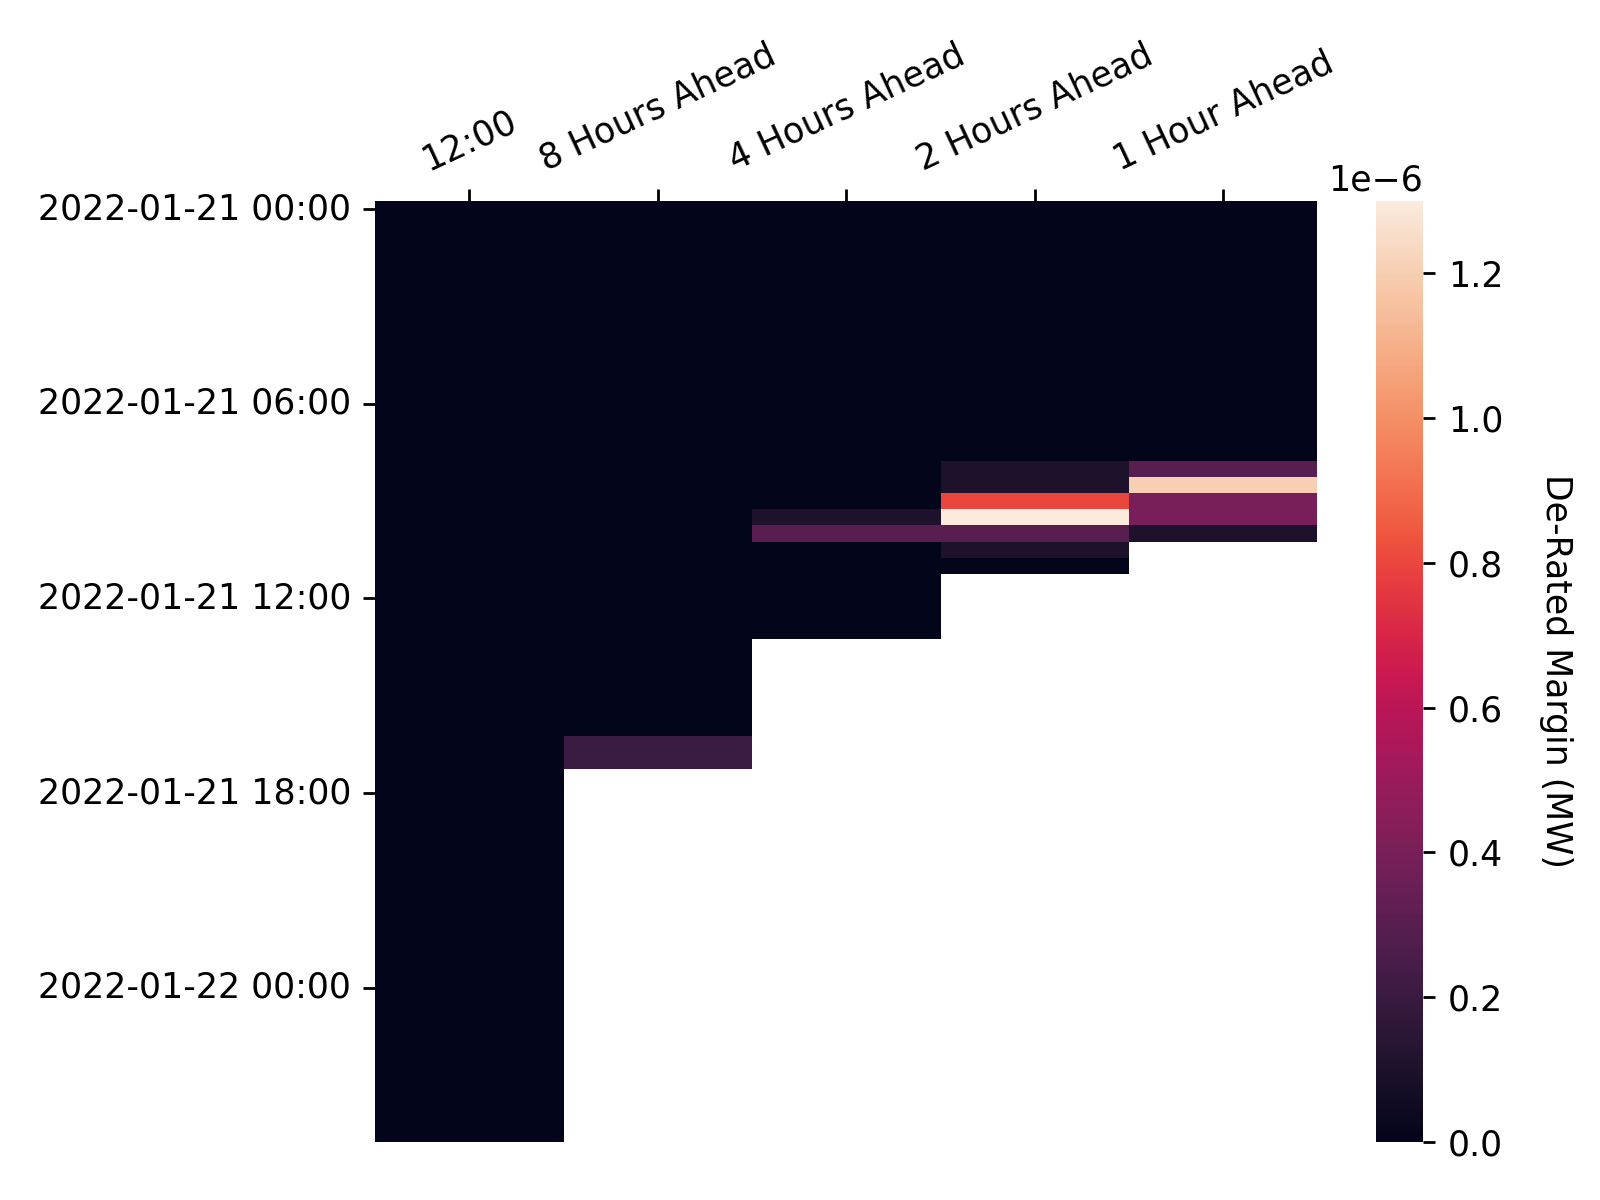 12:00
8 Hours Ahead
4 Hours Ahead
2 Hours Ahead
1 Hour Ahead
1e−6
2022-01-21 00:00
2022-01-21 06:00
2022-01-21 12:00
2022-01-21 18:00
2022-01-22 00:00
1.2
1.0
0.8
0.6
0.4
0.2
0.0
De-Rated Margin (MW)